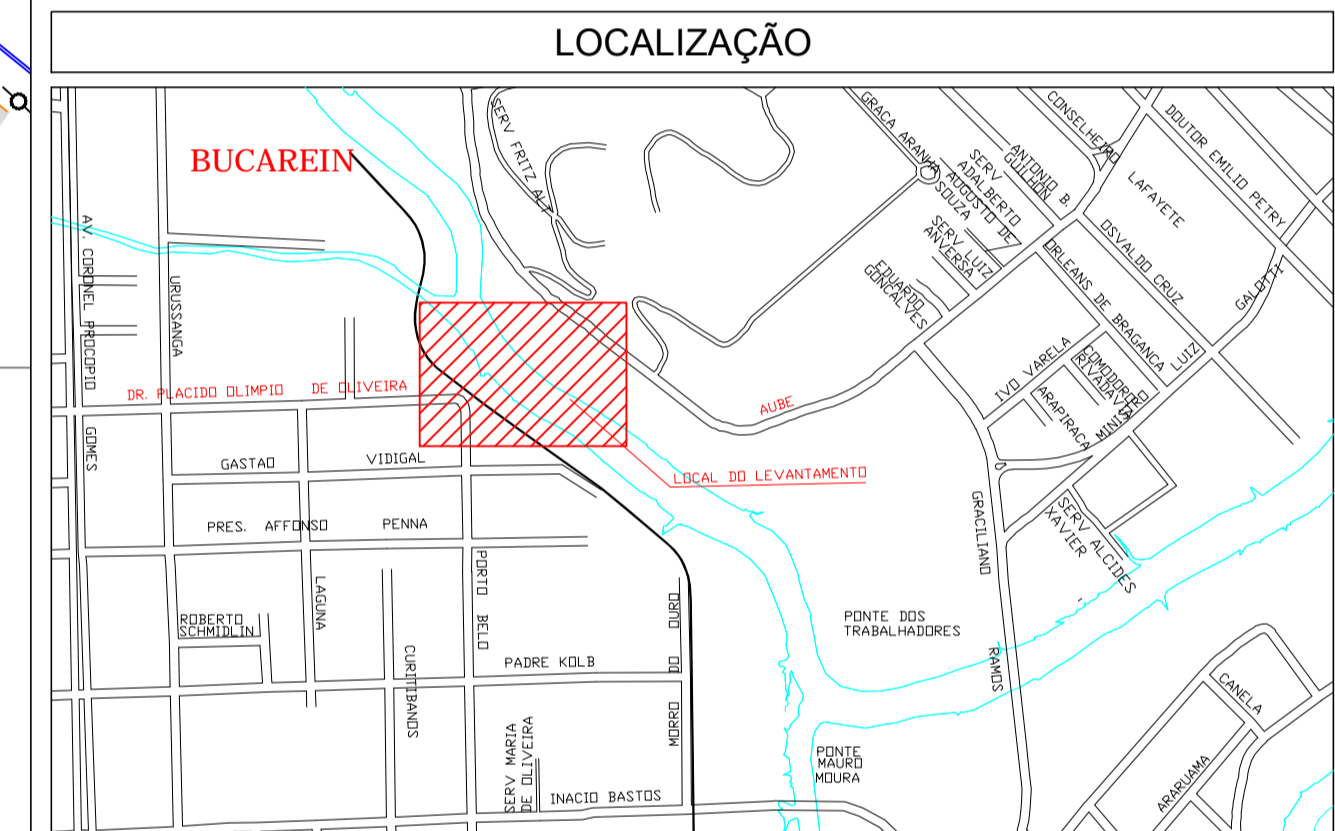 LOCALIZAÇÃO
BUCAREIN
SERV FRITZ ALT
GRACA ARANHA
SERV
ADALBERTO
AUGUSTO DE
SOUZA
ANTONIO B.
GUILHON
CONSELHEIRO
LAFAYETE
DOUTOR EMILIO PETRY
SERV LUIZ
ANVERSA
EDUARDO
GONCALVES
ORLEANS DE BRAGANCA
OSVALDO CRUZ
LUIZ
GALOTTI
AV. CORONEL PROCOPIO
GOMES
URUSSANGA
DR. PLACIDO OLIMPIO DE OLIVEIRA
AUBE
IVO VARELA
COMODORO
RIVADAVIA
ARAPIRACA
MINIST
GASTAO VIDIGAL
LOCAL DO LEVANTAMENTO
PRES. AFFONSO PENNA
GRACILIANO
RAMOS
SERV ALCIDES
XAVIER
LAGUNA
PORTO BELO
ROBERTO
SCHMIDLIN
CURITIBANOS
MORRO DO OURO
PONTE DOS
TRABALHADORES
PADRE KOLB
CANELA
SERV MARIA
DE OLIVEIRA
PONTE
MAURO
MOURA
ARARUAMA
INACIO BASTOS